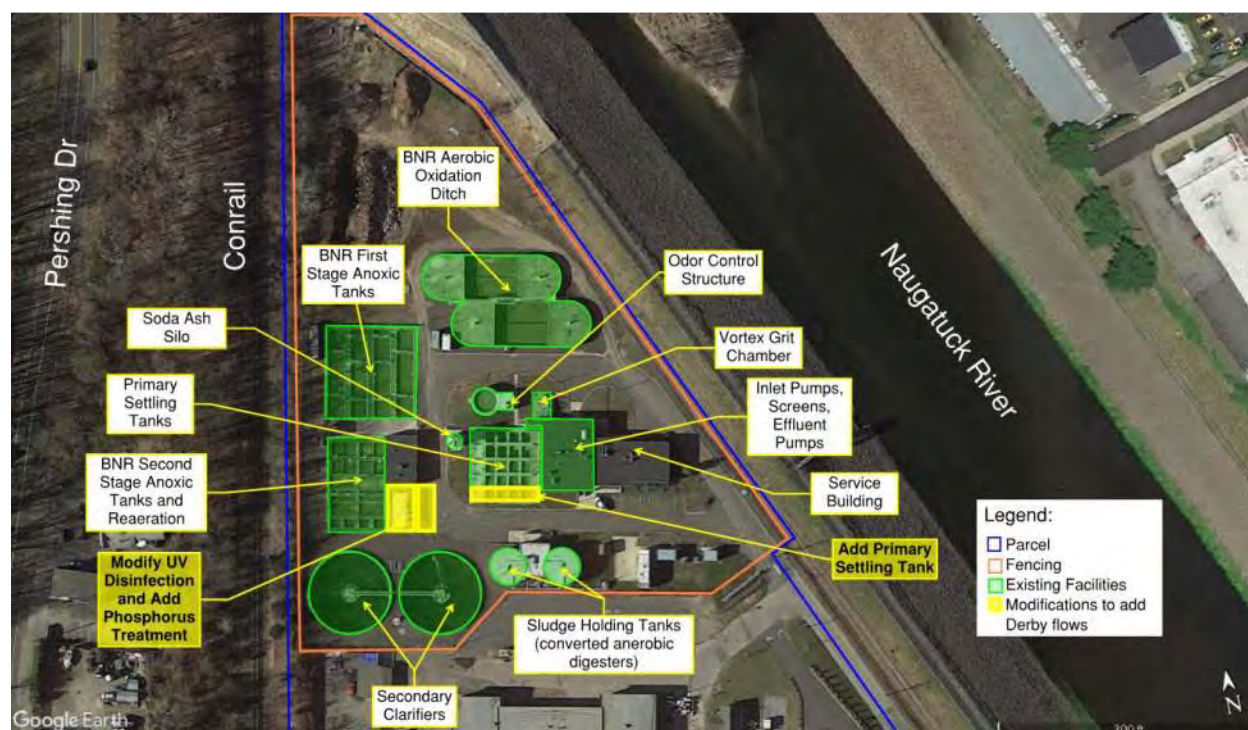 Pershing Dr
Conrail
Naugatuck River
BNR Aerobic
Oxidation
Ditch
BNR First
Stage Anoxic
Tanks
Odor Control
Structure
Soda Ash
Silo
Vortex Grit
Chamber
Primary
Settling
Tanks
Inlet Pumps,
Screens,
Effluent
Pumps
BNR Second
Stage Anoxic
Tanks and
Reaeration
Service
Building
Modify UV
Disinfection
and Add
Phosphorus
Treatment
Add Primary
Settling Tank
Sludge Holding Tanks
(converted anerobic
digesters)
Secondary
Clarifiers
Legend:
Parcel
Fencing
Existing Facilities
Modifications to add
Derby flows
N
Google Earth